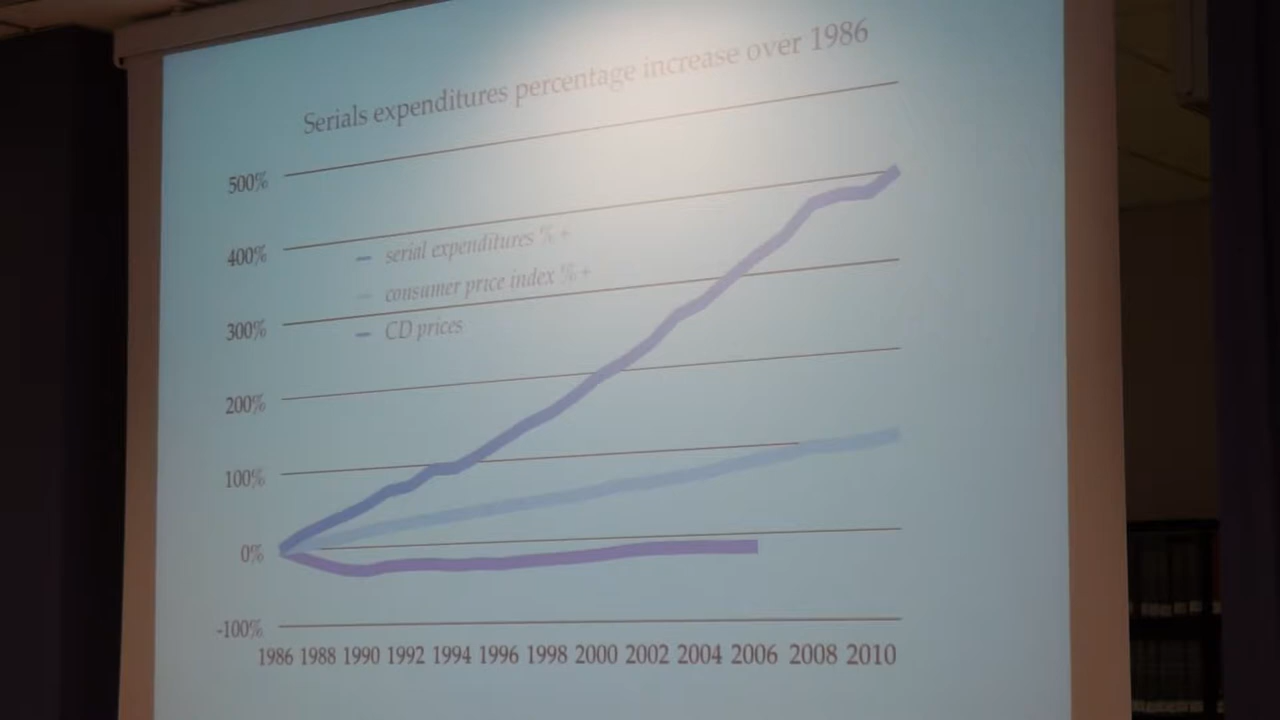 Serials expenditures percentage increase over 1986
500%
400%
serial expenditures % +
consumer price index % +
300%
CD prices
200%
100%
0%
-100%
1986 1988 1990 1992 1994 1996 1998 2000 2002 2004 2006 2008 2010